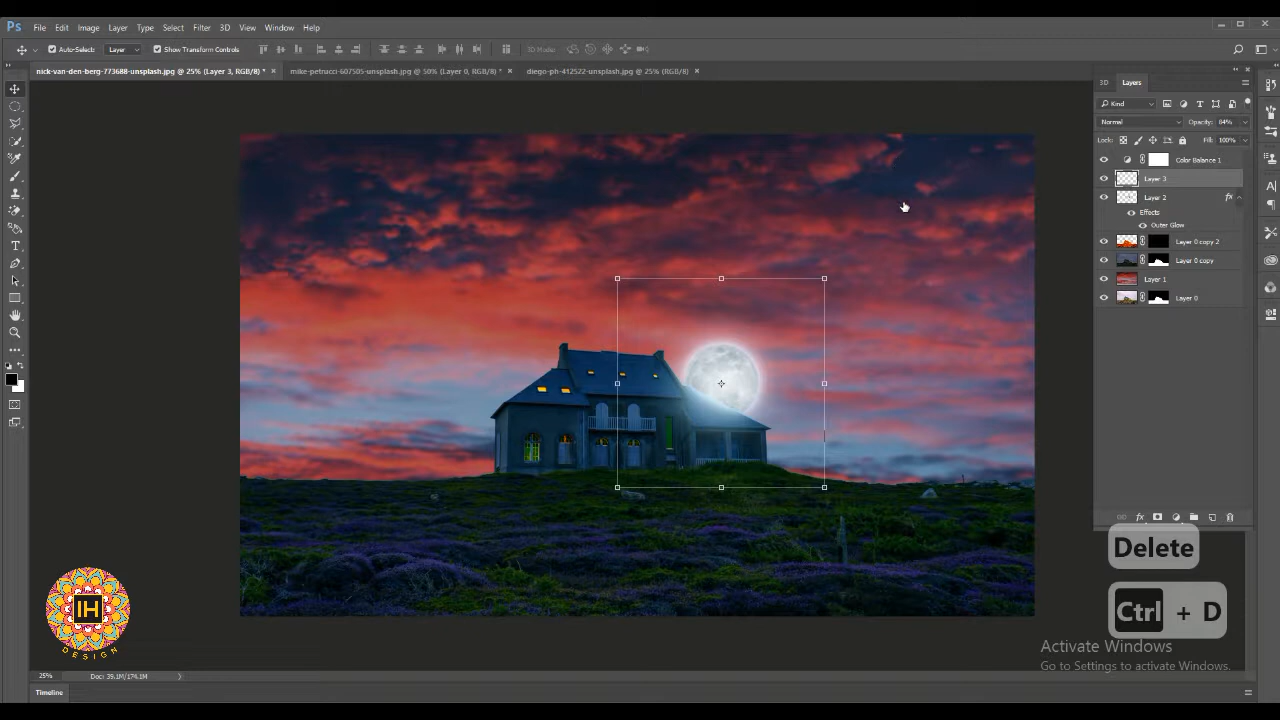 Ps File Edit Image Layer Type Select Filter 3D View Window Help
Auto-Select: Layer Show Transform Controls 3D Mode:
nick-van-den-berg-773688-unsplash.jpg @ 25% (Layer 3, RGB/8) * × mike-petrucci-607505-unsplash.jpg @ 50% (Layer 0, RGB/8) * × diego-ph-412522-unsplash.jpg @ 25% (RGB/8) ×
3D Layers
Kind
Normal Opacity: 84%
Lock: Fill: 100%
Color Balance 1
Layer 3
Layer 2 fx
Effects
Outer Glow
Layer 0 copy 2
Layer 0 copy
Layer 1
Layer 0
fx
Delete
Ctrl + D
IH
DESIGN
Activate Windows
Go to Settings to activate Windows.
25% Doc: 39.1M/174.1M
Timeline